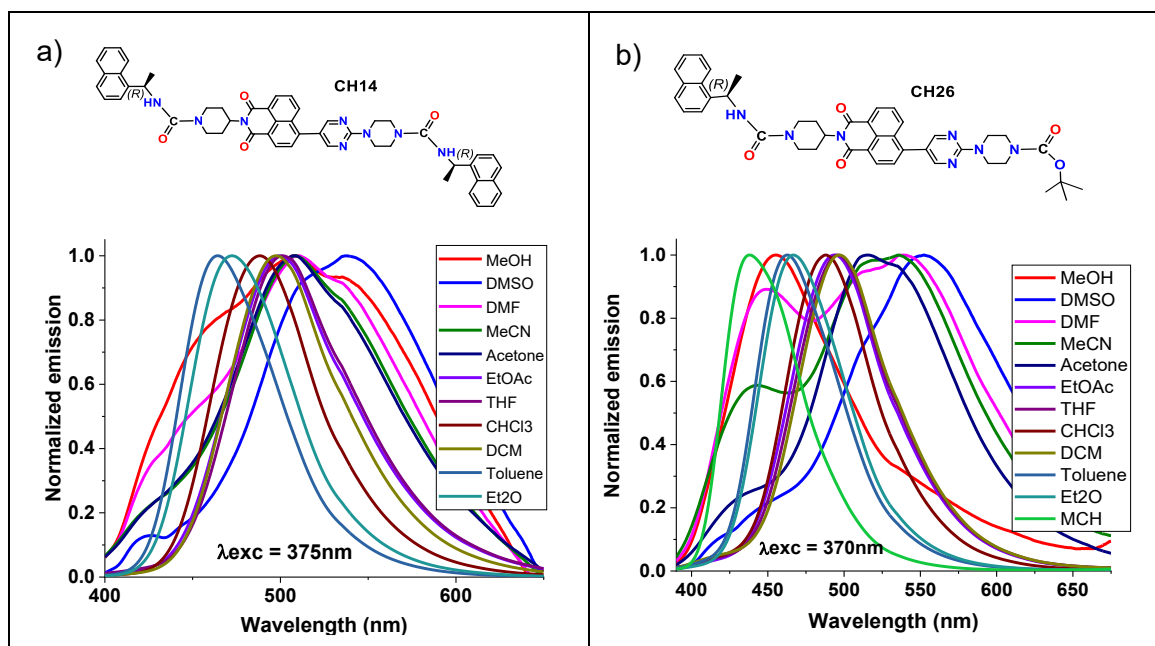 a)
CH14
(R)
HN
C
O
N
N
O
O
N
N
N
N
C
O
NH
(R)
Normalized emission
1.0
0.8
0.6
0.4
0.2
0.0
400
500
600
Wavelength (nm)
λexc = 375nm
MeOH
DMSO
DMF
MeCN
Acetone
EtOAc
THF
CHCl3
DCM
Toluene
Et2O
b)
CH26
(R)
HN
C
O
N
N
O
O
N
N
N
N
C
O
O
Normalized emission
1.0
0.8
0.6
0.4
0.2
0.0
400
450
500
550
600
650
Wavelength (nm)
λexc = 370nm
MeOH
DMSO
DMF
MeCN
Acetone
EtOAc
THF
CHCl3
DCM
Toluene
Et2O
MCH